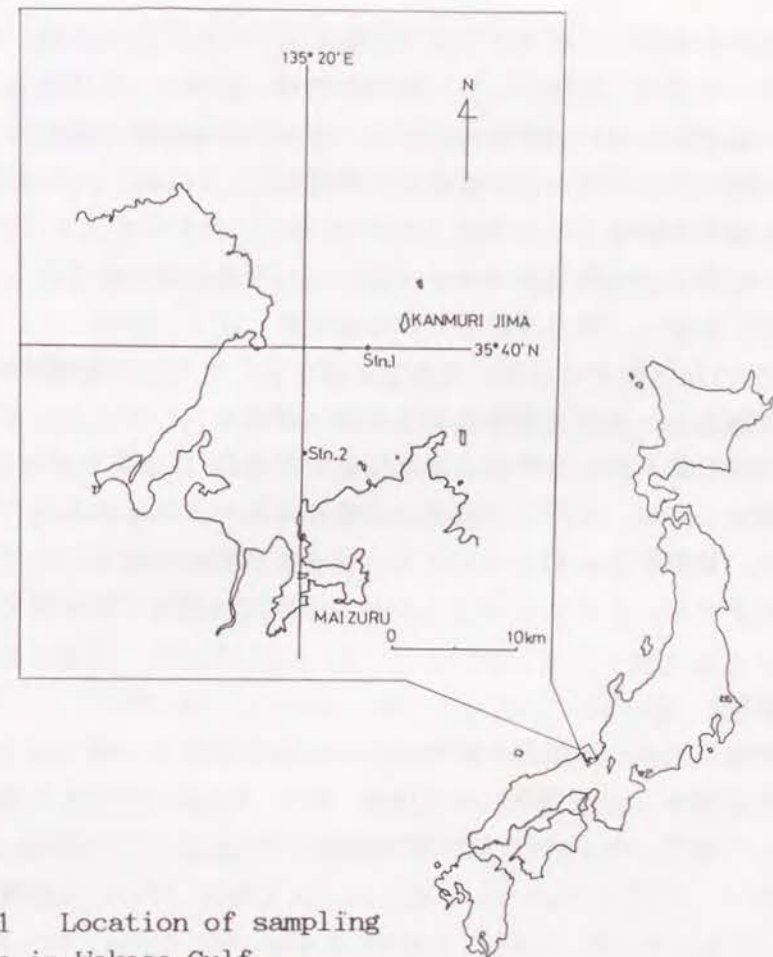 135° 20' E
N
KANMURI JIMA
Stn.1
35° 40' N
Stn.2
MAIZURU
0 10km
1 Location of sampling
in Wakasa Gulf